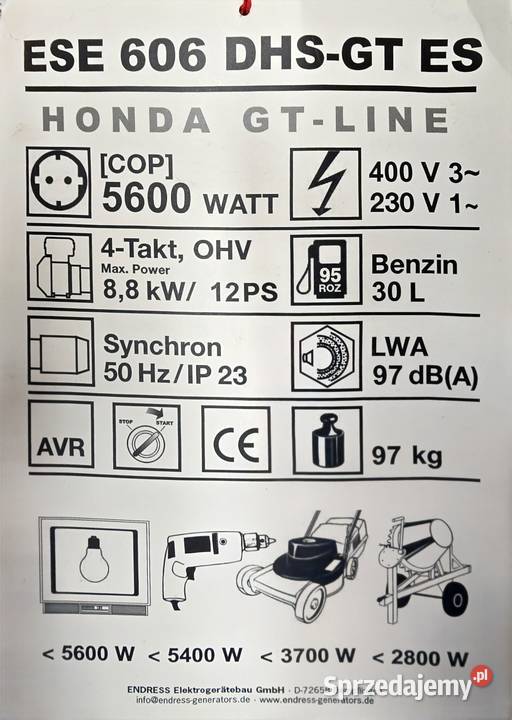 ESE 606 DHS-GT ES
HONDA GT-LINE
[COP]
5600 WATT
400 V 3~
230 V 1~
4-Takt, OHV
Max. Power
8,8 kW/ 12PS
95
ROZ
Benzin
30 L
Synchron
50 Hz/IP 23
LWA
97 dB(A)
AVR
STOP START
CE
97 kg
< 5600 W < 5400 W < 3700 W < 2800 W
ENDRESS Elektrogerätebau GmbH · D-7265
info@endress-generators.de · www.endress-generators.de
Sprzedajemy.pl